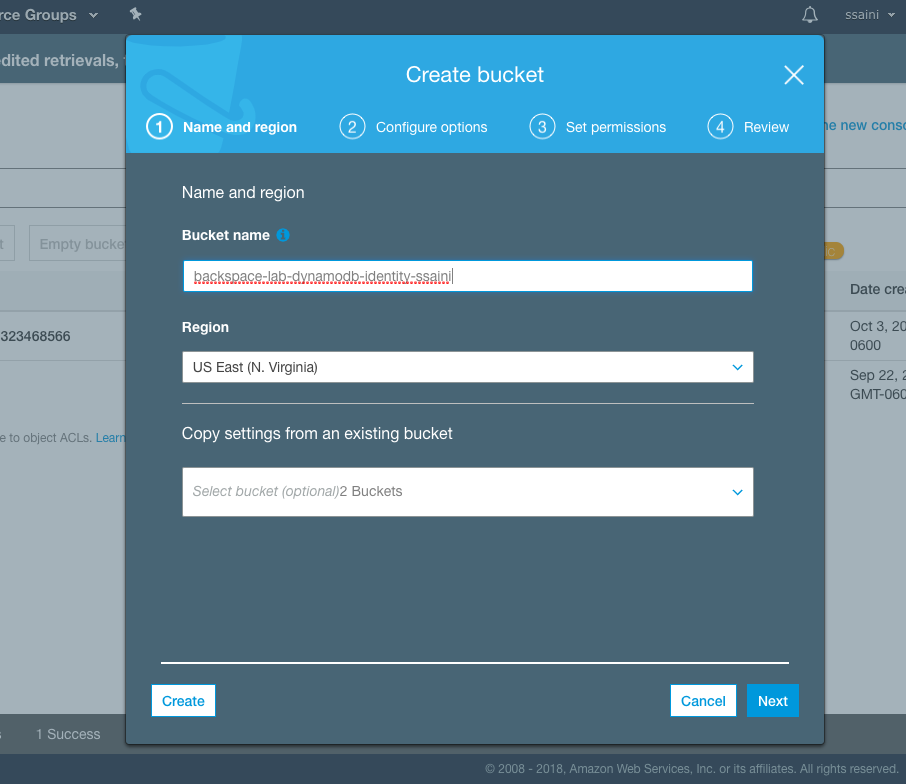 rce Groups
ssaini
dited retrievals,
Create bucket
1 Name and region
2 Configure options
3 Set permissions
4 Review
he new conso
Name and region
Bucket name
t
Empty bucke
ic
backspace-lab-dynamodb-identity-ssaini
Date crea
Region
323468566
Oct 3, 20
0600
US East (N. Virginia)
Sep 22, 2
GMT-060
Copy settings from an existing bucket
e to object ACLs. Learn
Select bucket (optional)2 Buckets
Create
Cancel
Next
s
1 Success
© 2008 - 2018, Amazon Web Services, Inc. or its affiliates. All rights reserved.